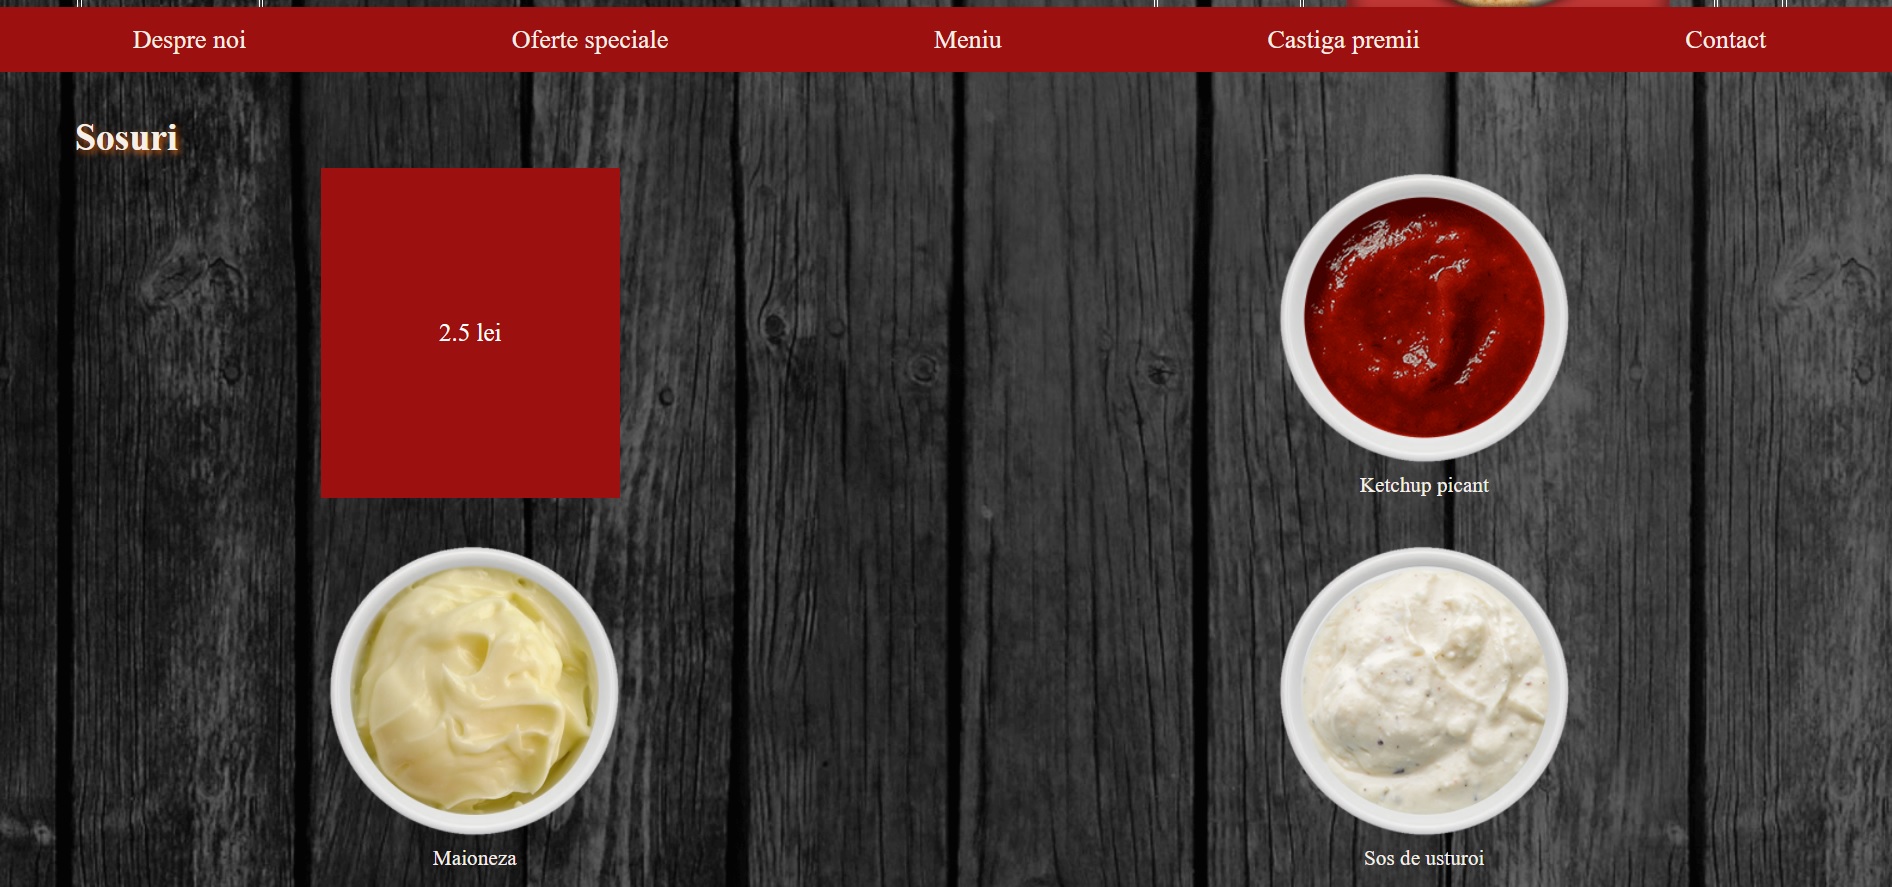 Despre noi
Oferte speciale
Meniu
Castiga premii
Contact
Sosuri
2.5 lei
Ketchup picant
Maioneza
Sos de usturoi